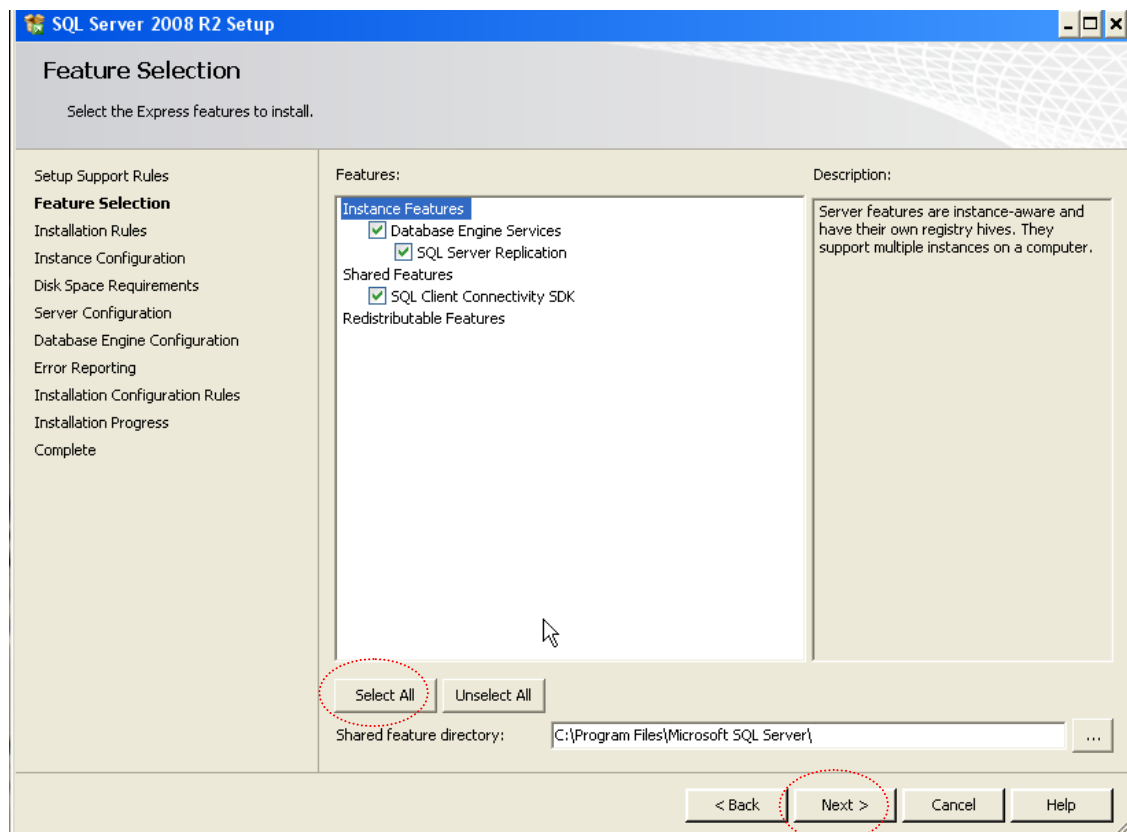 SQL Server 2008 R2 Setup
Feature Selection
Select the Express features to install.
Setup Support Rules
Feature Selection
Installation Rules
Instance Configuration
Disk Space Requirements
Server Configuration
Database Engine Configuration
Error Reporting
Installation Configuration Rules
Installation Progress
Complete
Features:
Instance Features
Database Engine Services
SQL Server Replication
Shared Features
SQL Client Connectivity SDK
Redistributable Features
Description:
Server features are instance-aware and
have their own registry hives. They
support multiple instances on a computer.
Select All
Unselect All
Shared feature directory:
C:\Program Files\Microsoft SQL Server\
...
< Back
Next >
Cancel
Help